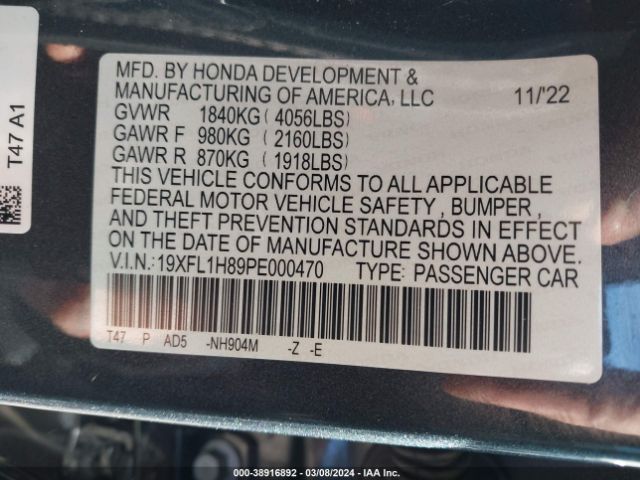 T47 A1
MFD. BY HONDA DEVELOPMENT &
MANUFACTURING OF AMERICA, LLC 11/'22
GVWR 1840KG ( 4056LBS)
GAWR F 980KG ( 2160LBS)
GAWR R 870KG ( 1918LBS)
THIS VEHICLE CONFORMS TO ALL APPLICABLE
FEDERAL MOTOR VEHICLE SAFETY , BUMPER ,
AND THEFT PREVENTION STANDARDS IN EFFECT
ON THE DATE OF MANUFACTURE SHOWN ABOVE.
V.I.N.:19XFL1H89PE000470 TYPE: PASSENGER CAR
T47 P AD5 -NH904M -Z -E
000-38916892 — 03/08/2024 — IAA Inc.